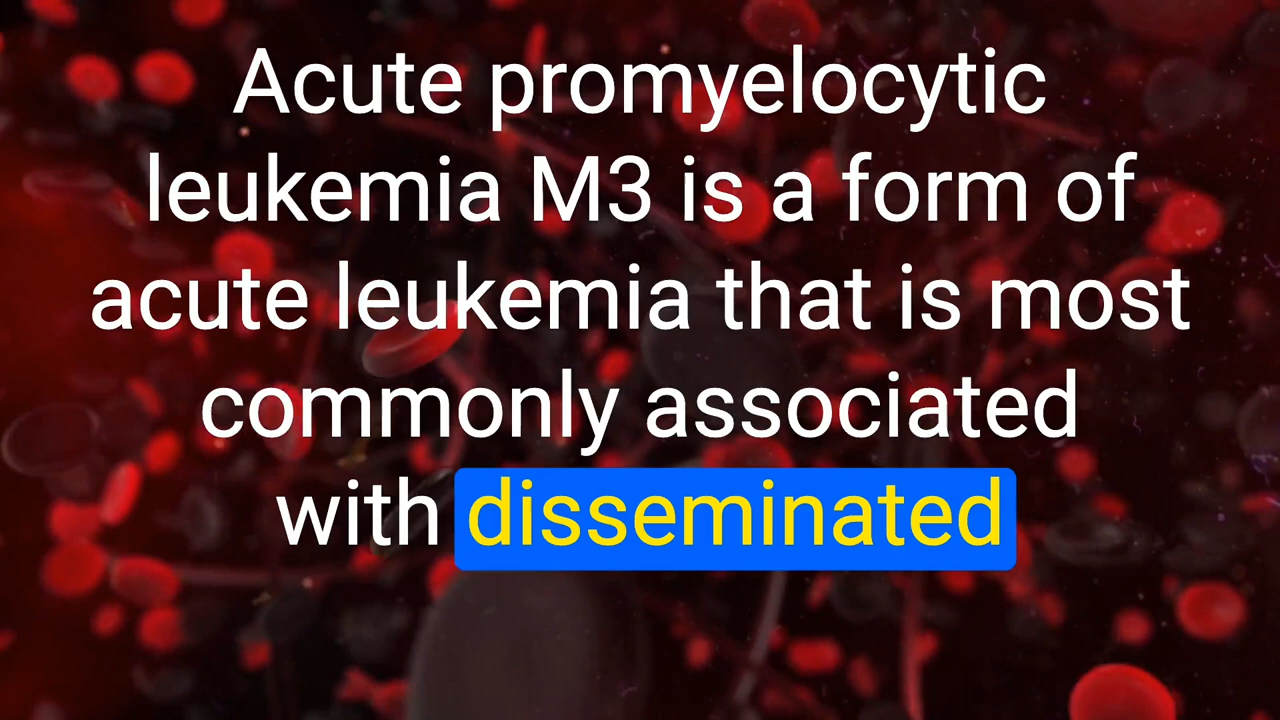 Acute promyelocytic
leukemia M3 is a form of
acute leukemia that is most
commonly associated
with disseminated